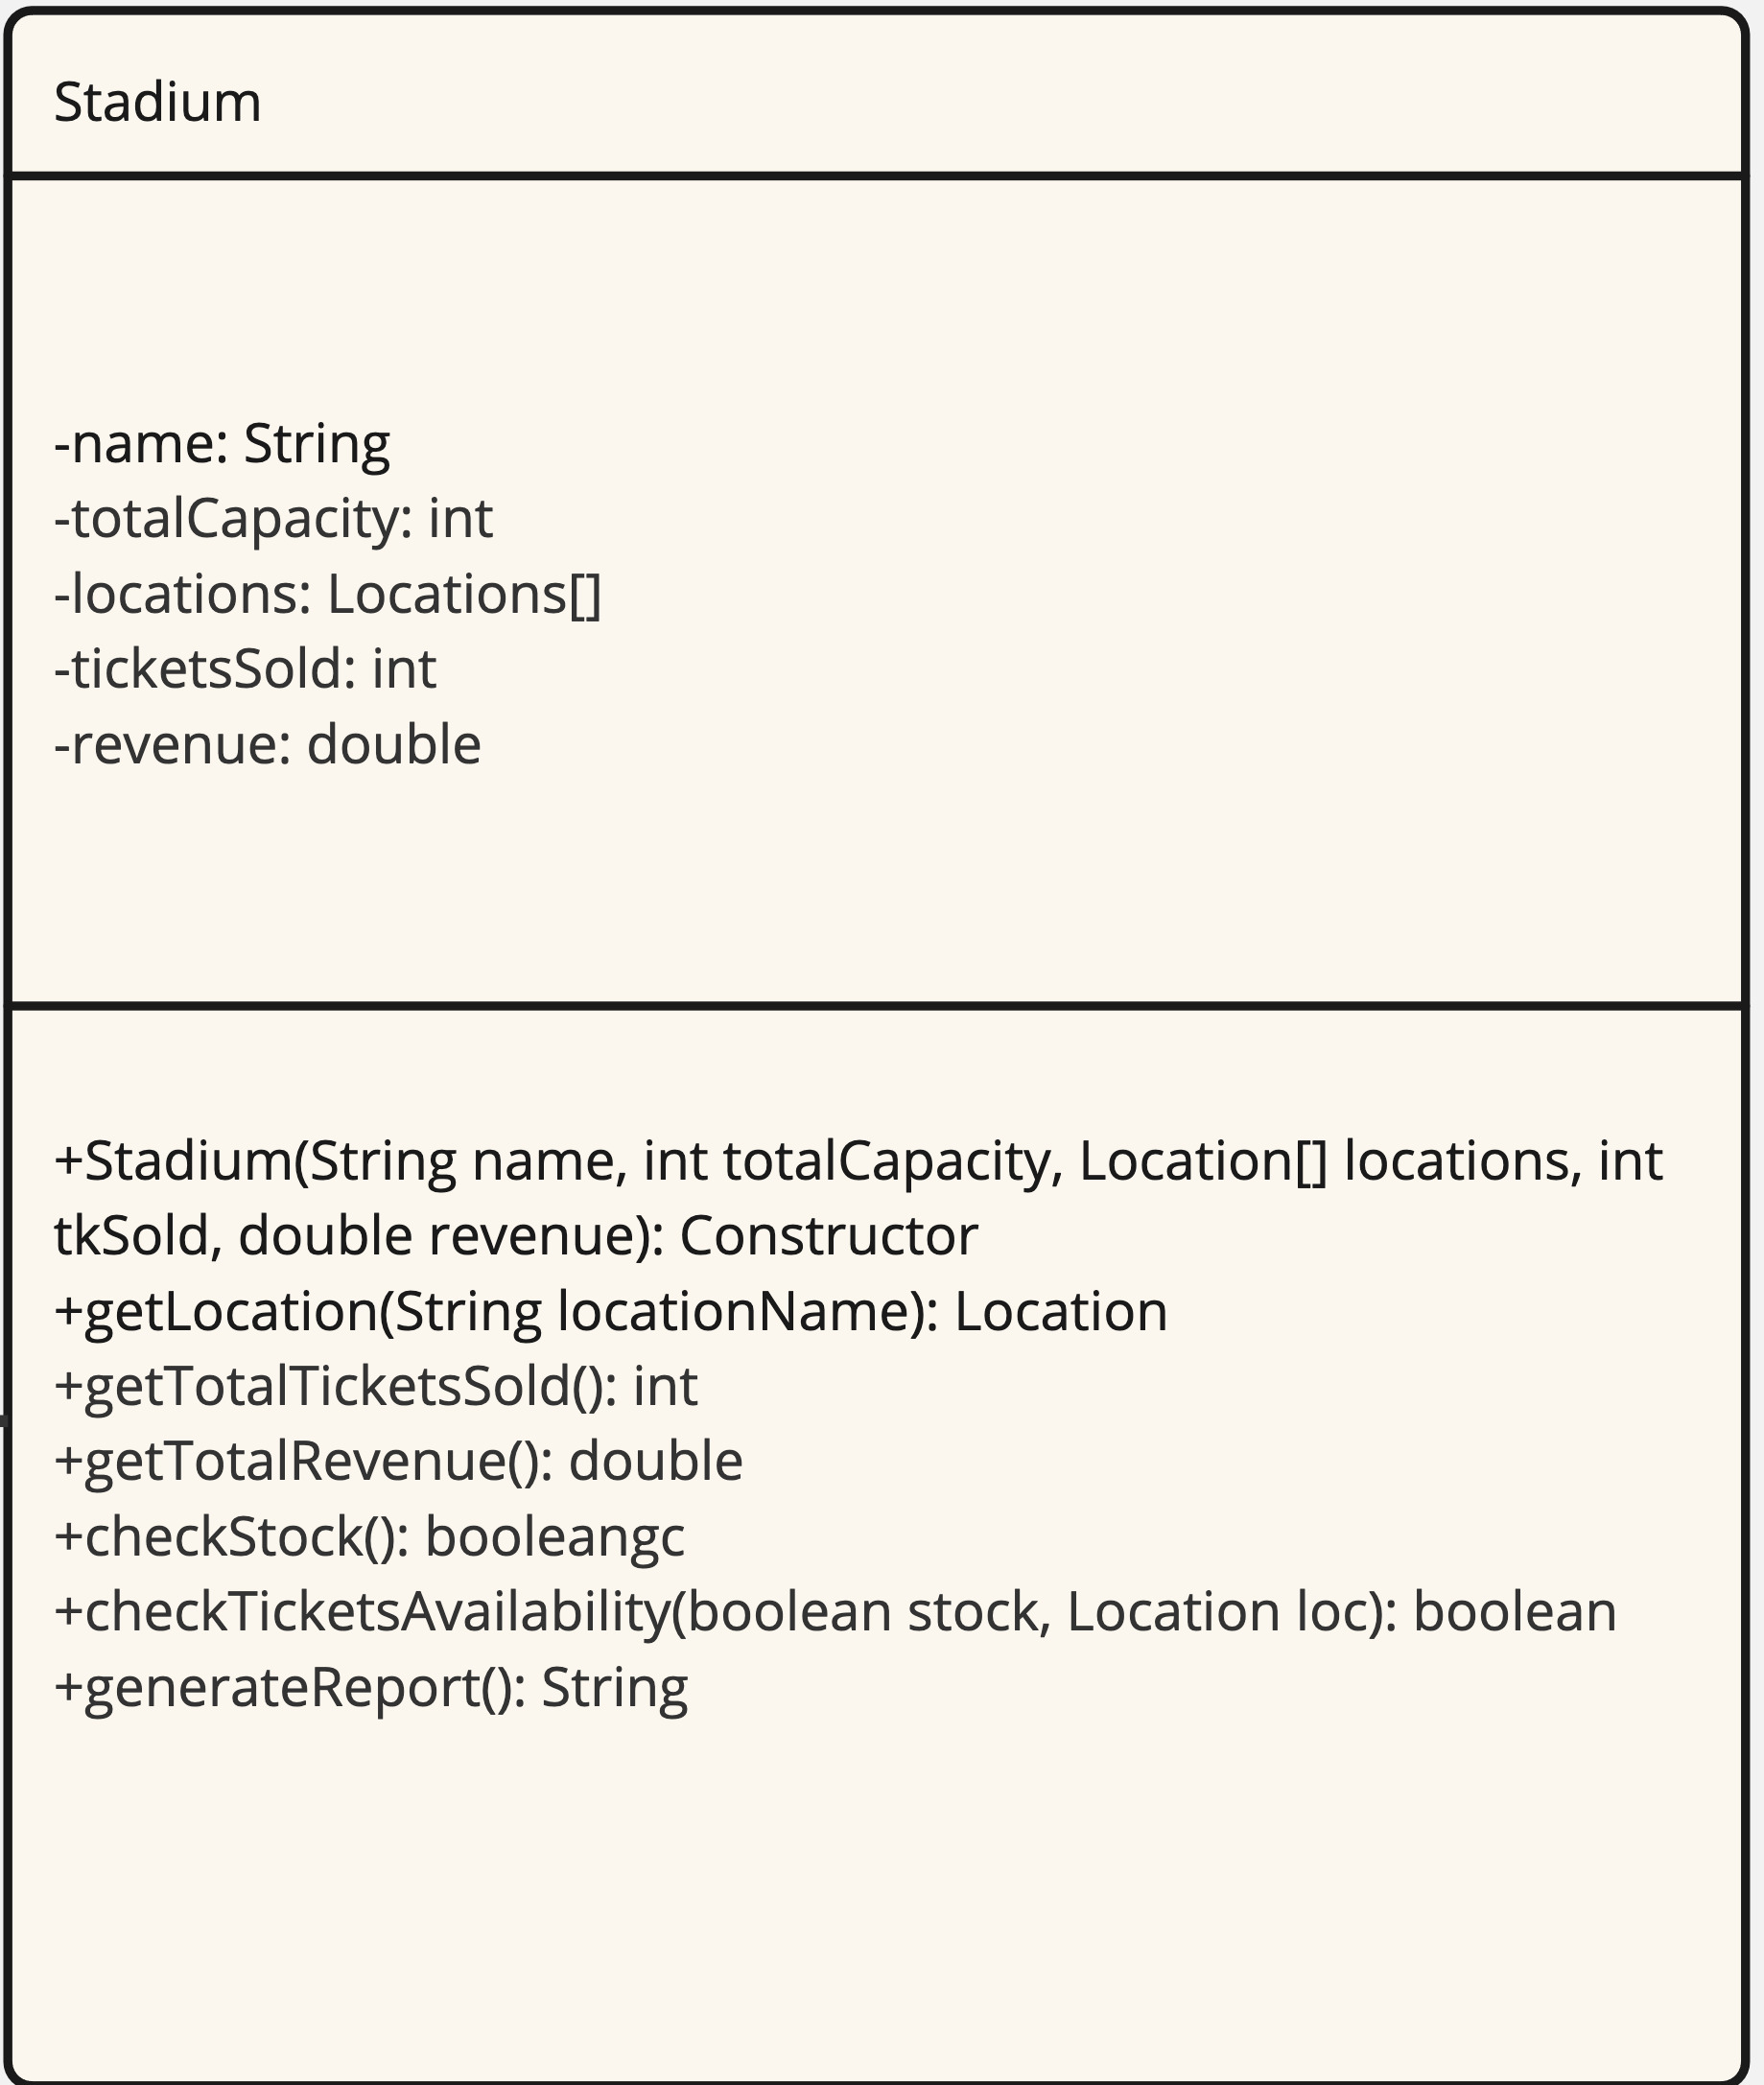 Stadium
-name: String
-totalCapacity: int
-locations: Locations[]
-ticketsSold: int
-revenue: double
+Stadium(String name, int totalCapacity, Location[] locations, int
tkSold, double revenue): Constructor
+getLocation(String locationName): Location
+getTotalTicketsSold(): int
+getTotalRevenue(): double
+checkStock(): booleangc
+checkTicketsAvailability(boolean stock, Location loc): boolean
+generateReport(): String